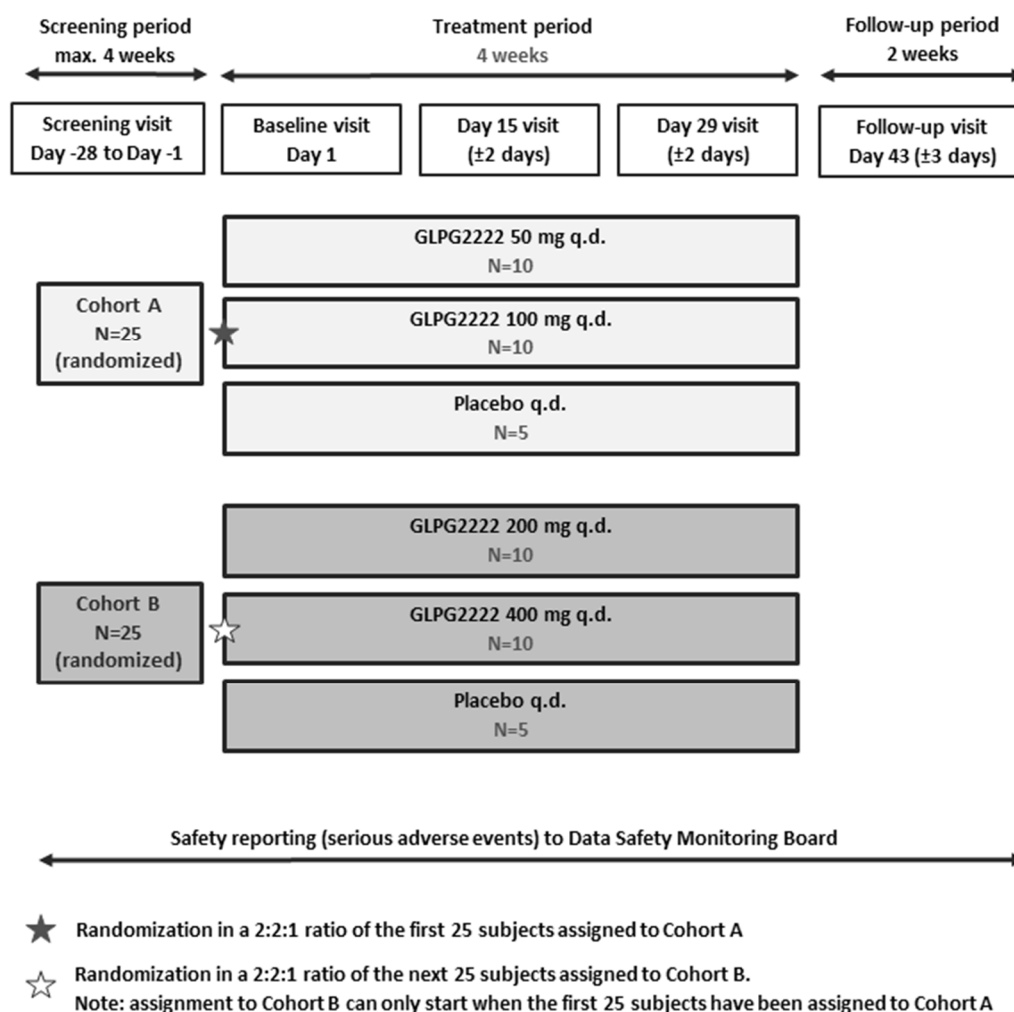 Screening period
max. 4 weeks
Treatment period
4 weeks
Follow-up period
2 weeks
Screening visit
Day -28 to Day -1
Baseline visit
Day 1
Day 15 visit
(±2 days)
Day 29 visit
(±2 days)
Follow-up visit
Day 43 (±3 days)
Cohort A
N=25
(randomized)
GLPG2222 50 mg q.d.
N=10
GLPG2222 100 mg q.d.
N=10
Placebo q.d.
N=5
Cohort B
N=25
(randomized)
GLPG2222 200 mg q.d.
N=10
GLPG2222 400 mg q.d.
N=10
Placebo q.d.
N=5
Safety reporting (serious adverse events) to Data Safety Monitoring Board
Randomization in a 2:2:1 ratio of the first 25 subjects assigned to Cohort A
Randomization in a 2:2:1 ratio of the next 25 subjects assigned to Cohort B.
Note: assignment to Cohort B can only start when the first 25 subjects have been assigned to Cohort A